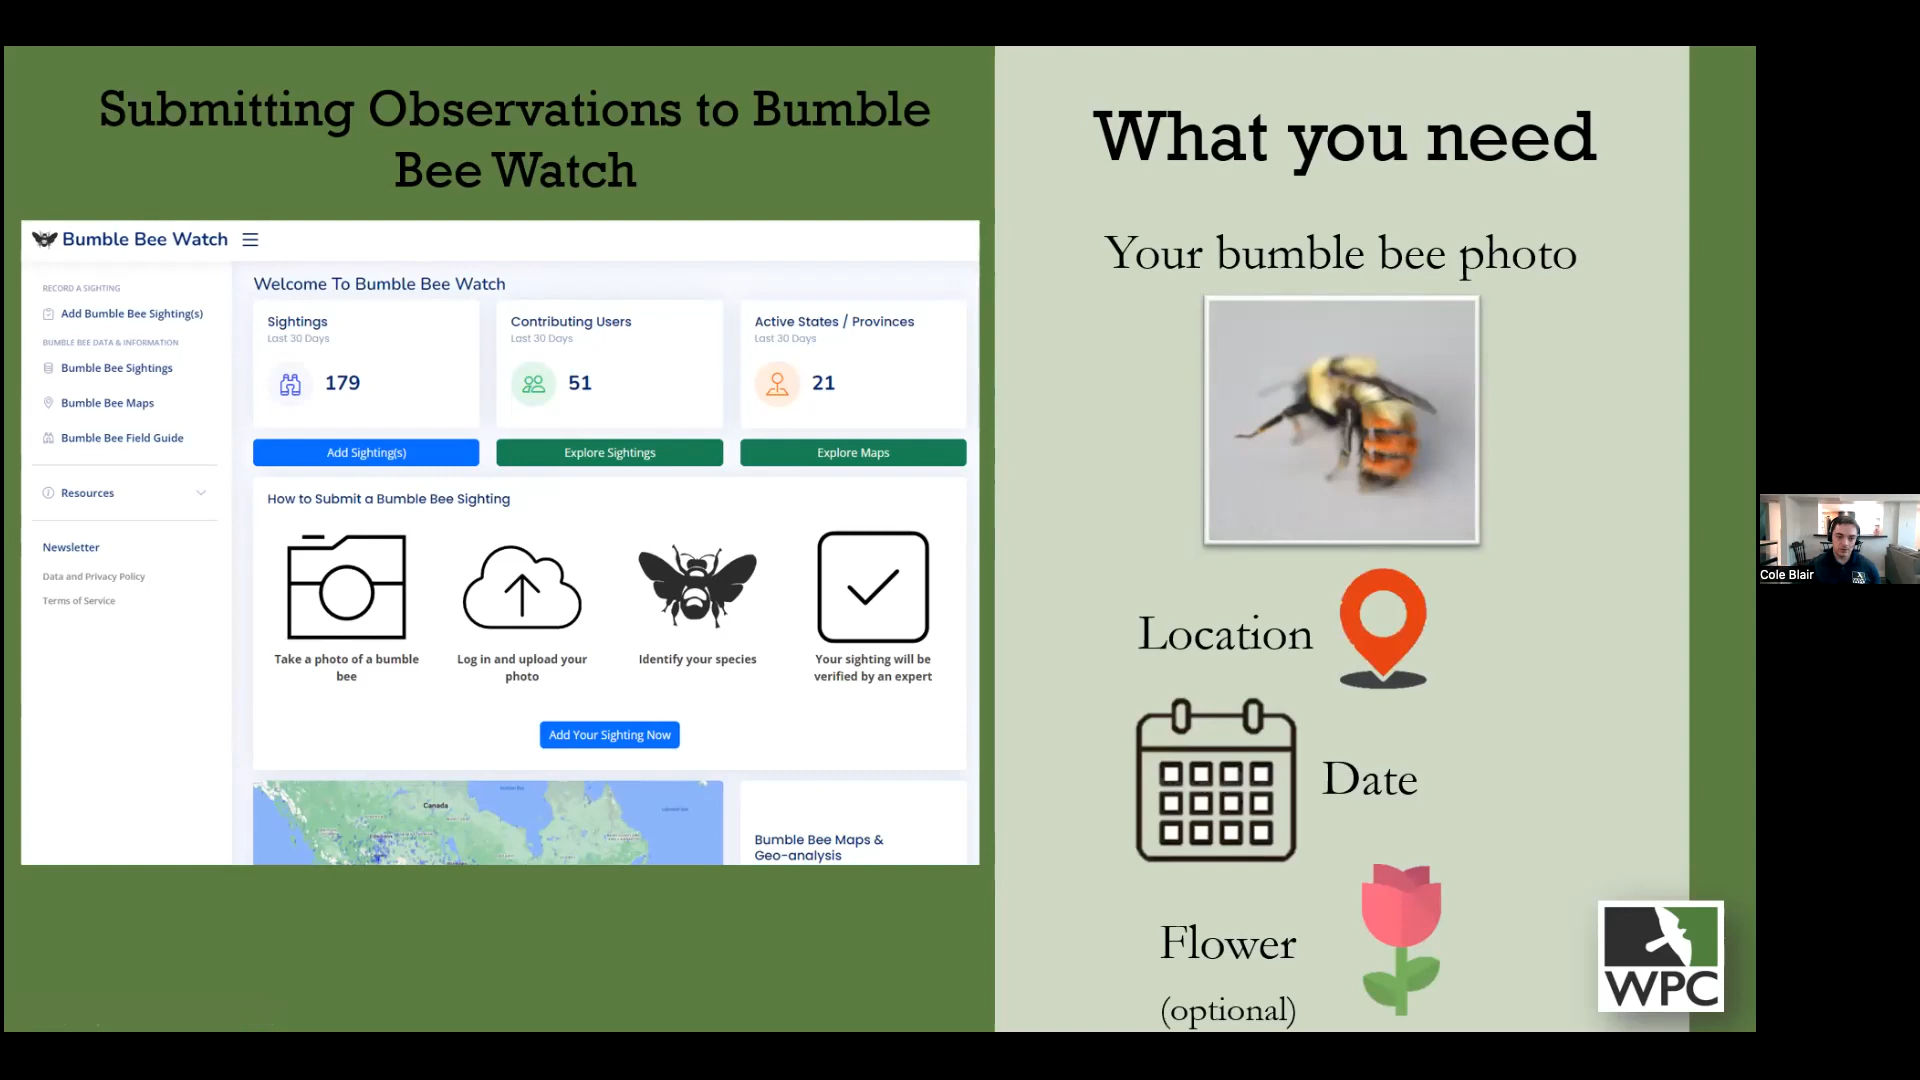 Submitting Observations to Bumble
Bee Watch
Bumble Bee Watch
RECORD A SIGHTING
Add Bumble Bee Sighting(s)
BUMBLE BEE DATA & INFORMATION
Bumble Bee Sightings
Bumble Bee Maps
Bumble Bee Field Guide
Resources
Newsletter
Data and Privacy Policy
Terms of Service
Welcome To Bumble Bee Watch
Sightings
Last 30 Days
179
Contributing Users
Last 30 Days
51
Active States / Provinces
Last 30 Days
21
Add Sighting(s)
Explore Sightings
Explore Maps
How to Submit a Bumble Bee Sighting
Take a photo of a bumble
bee
Log in and upload your
photo
Identify your species
Your sighting will be
verified by an expert
Add Your Sighting Now
Canada
Bumble Bee Maps &
Geo-analysis
What you need
Your bumble bee photo
Location
Date
Flower
(optional)
WPC
Cole Blair